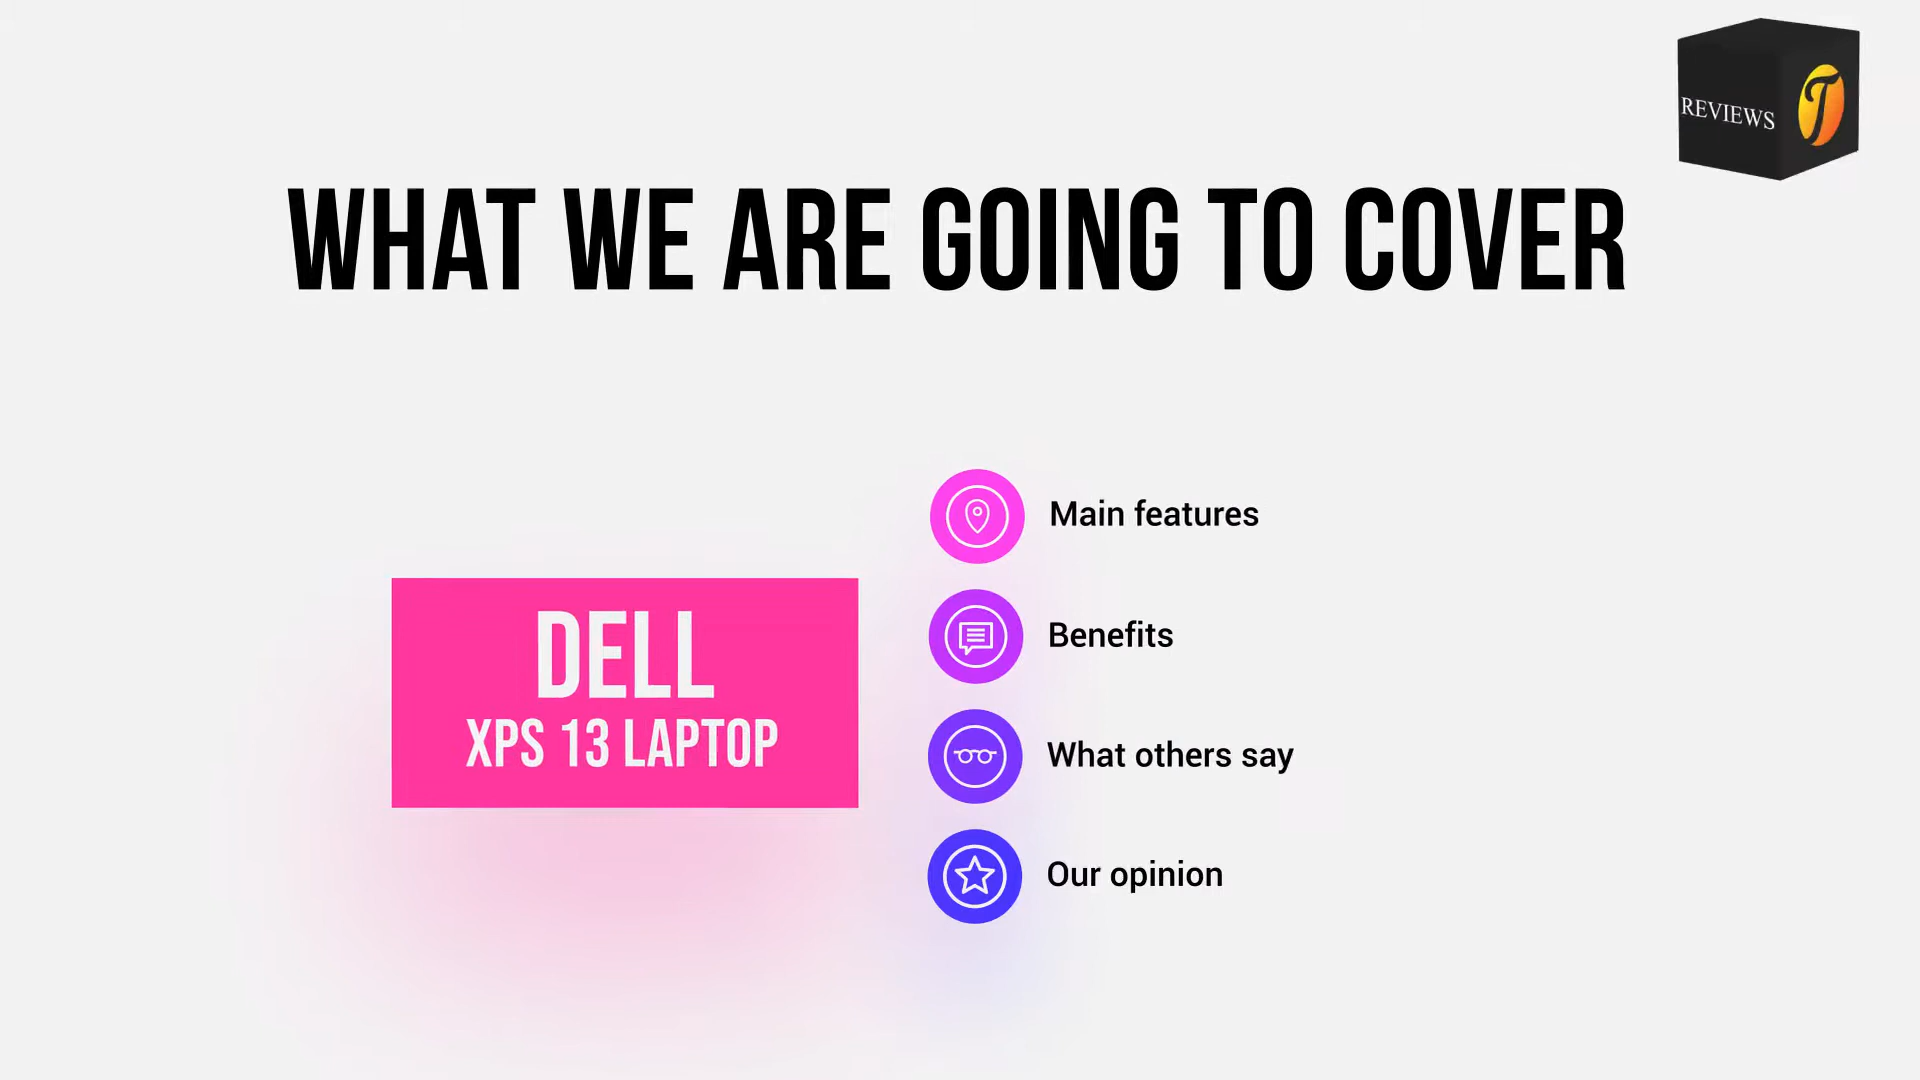 REVIEWS
WHAT WE ARE GOING TO COVER
DELL
XPS 13 LAPTOP
Main features
Benefits
What others say
Our opinion